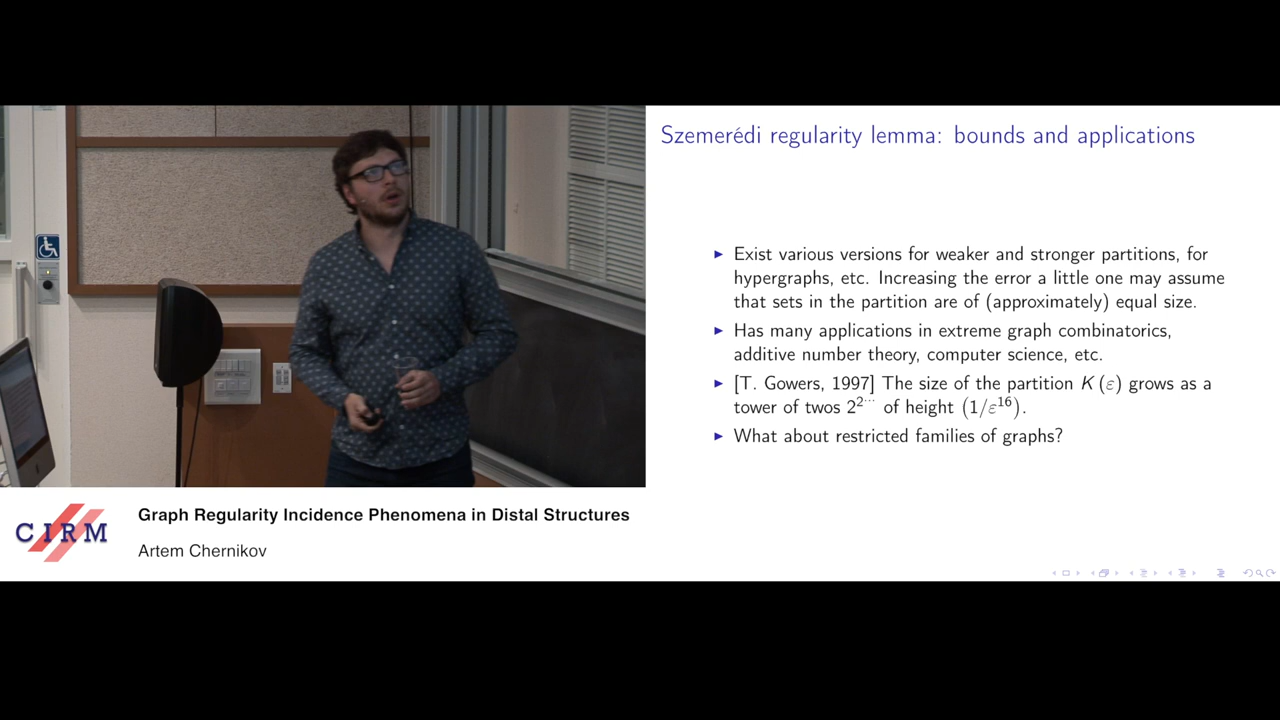 Szemerédi regularity lemma: bounds and applications
► Exist various versions for weaker and stronger partitions, for
hypergraphs, etc. Increasing the error a little one may assume
that sets in the partition are of (approximately) equal size.
► Has many applications in extreme graph combinatorics,
additive number theory, computer science, etc.
► [T. Gowers, 1997] The size of the partition K (ε) grows as a
tower of twos 2^2^... of height (1/ε^16).
► What about restricted families of graphs?
CIRM
Graph Regularity Incidence Phenomena in Distal Structures
Artem Chernikov